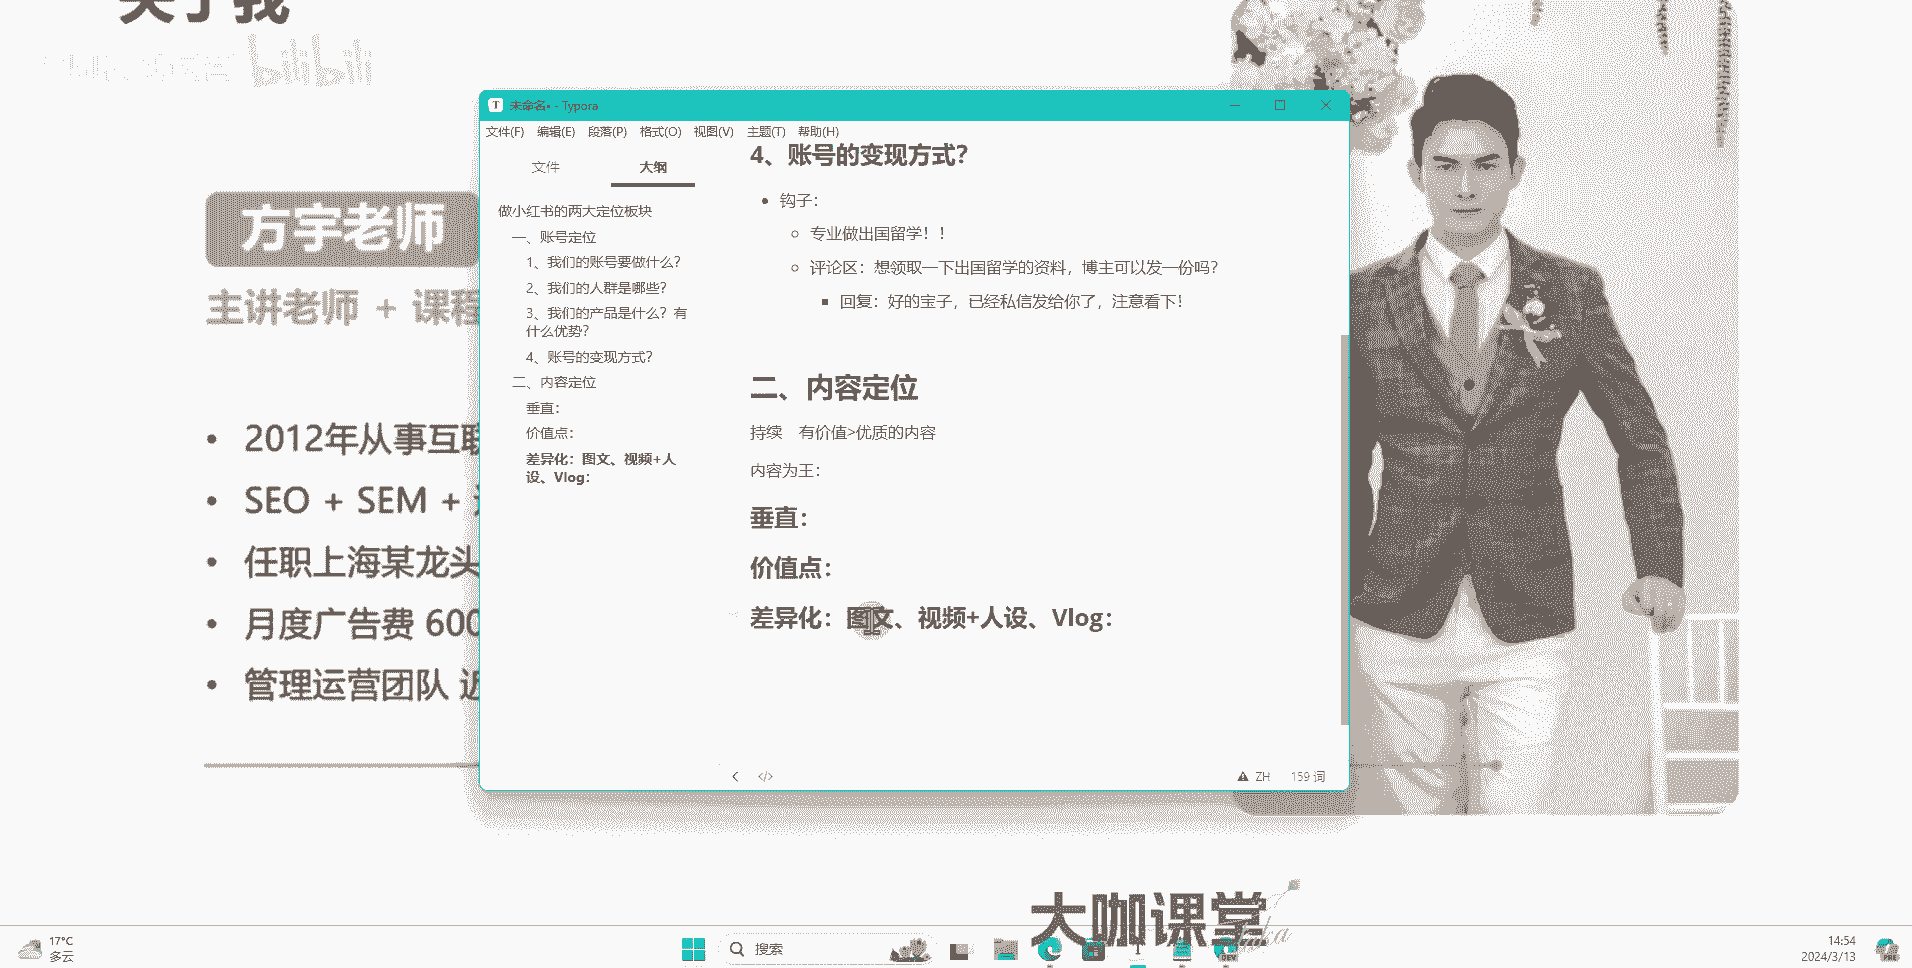 关于我
bilibili
方宇老师
主讲老师 + 课程
2012年从事互联
SEO + SEM +
任职上海某龙头
月度广告费 600
管理运营团队 近
未命名• - Typora
文件(F) 编辑(E) 段落(P) 格式(O) 视图(V) 主题(T) 帮助(H)
文件 大纲
做小红书的两大定位板块
一、账号定位
1、我们的账号要做什么？
2、我们的人群是哪些？
3、我们的产品是什么？有
什么优势？
4、账号的变现方式？
二、内容定位
垂直：
价值点：
差异化：图文、视频+人
设、Vlog：
4、账号的变现方式？
钩子：
专业做出国留学！！
评论区：想领取一下出国留学的资料，博主可以发一份吗？
回复：好的宝子，已经私信发给你了，注意看下！
二、内容定位
持续 有价值>优质的内容
内容为王：
垂直：
价值点：
差异化：图文、视频+人设、Vlog：
ZH 159 词
大咖课堂
17°C
多云
搜索
14:54
2024/3/13